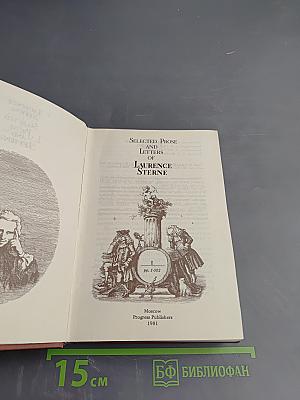 SELECTED PROSE
AND
LETTERS
OF
LAURENCE
STERNE
Moscow
Progress Publishers
1981
15 см
БФ БИБЛИОФАН